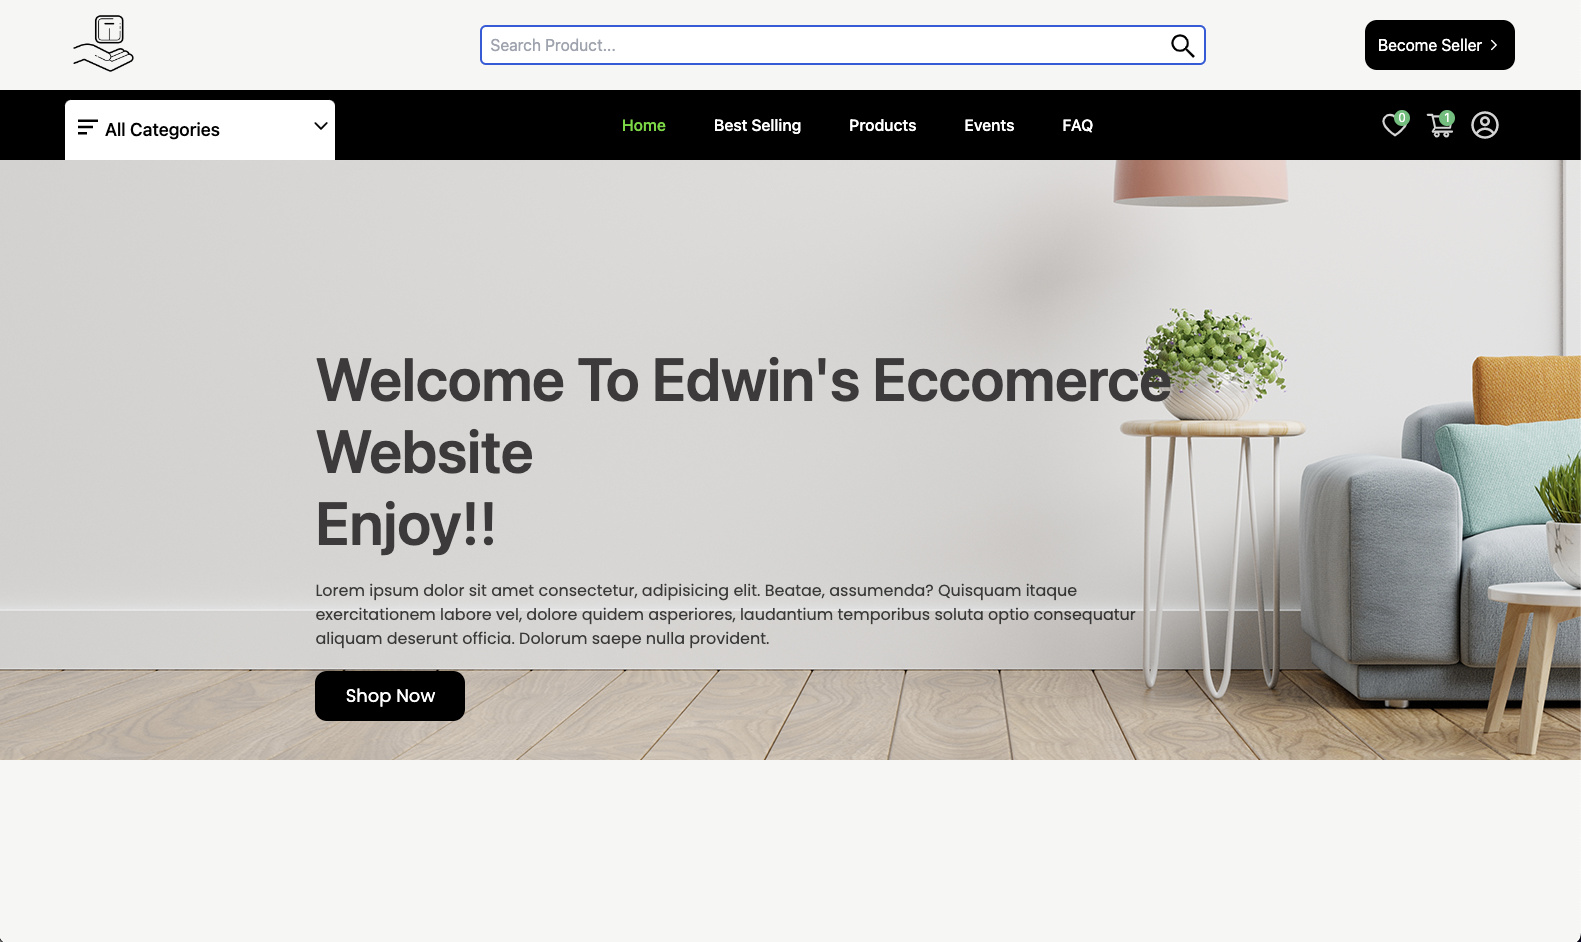 Search Product...
Become Seller
All Categories
Home
Best Selling
Products
Events
FAQ
0
1
Welcome To Edwin's Eccomerce
Website
Enjoy!!
Lorem ipsum dolor sit amet consectetur, adipisicing elit. Beatae, assumenda? Quisquam itaque
exercitationem labore vel, dolore quidem asperiores, laudantium temporibus soluta optio consequatur
aliquam deserunt officia. Dolorum saepe nulla provident.
Shop Now